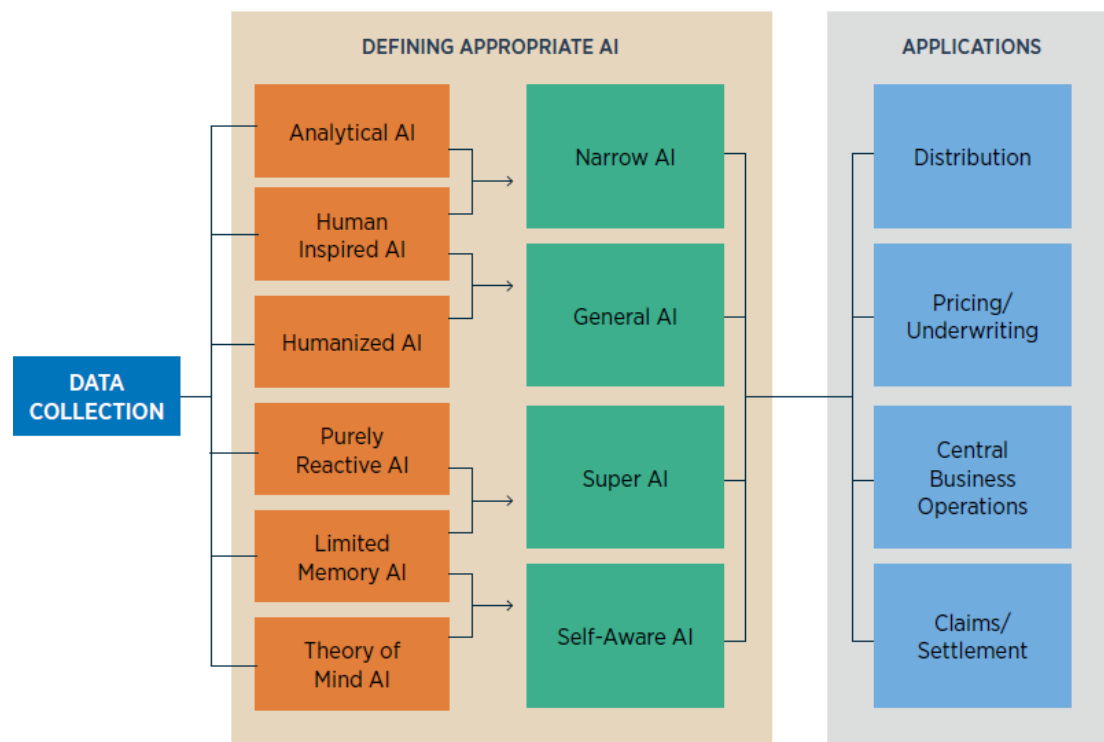 DEFINING APPROPRIATE AI
APPLICATIONS
DATA
COLLECTION
Analytical AI
Human
Inspired AI
Humanized AI
Purely
Reactive AI
Limited
Memory AI
Theory of
Mind AI
Narrow AI
General AI
Super AI
Self-Aware AI
Distribution
Pricing/
Underwriting
Central
Business
Operations
Claims/
Settlement